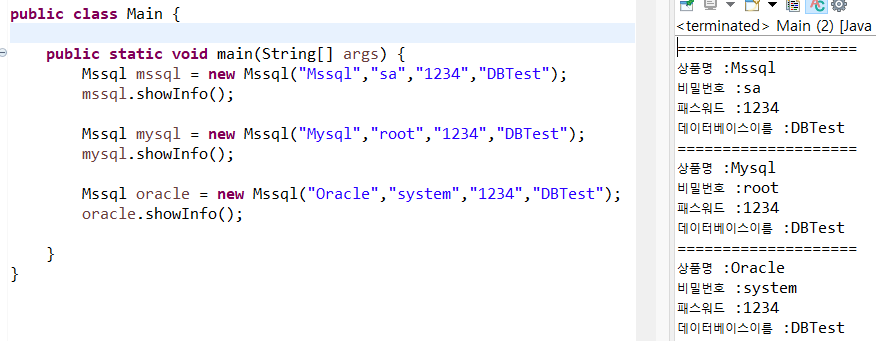 public class Main {
public static void main(String[] args) {
Mssql mssql = new Mssql("Mssql","sa","1234","DBTest");
mssql.showInfo();
Mssql mysql = new Mssql("Mysql","root","1234","DBTest");
mysql.showInfo();
Mssql oracle = new Mssql("Oracle","system","1234","DBTest");
oracle.showInfo();
}
}
<terminated> Main (2) [Java
====================
상품명 :Mssql
비밀번호 :sa
패스워드 :1234
데이터베이스이름 :DBTest
====================
상품명 :Mysql
비밀번호 :root
패스워드 :1234
데이터베이스이름 :DBTest
====================
상품명 :Oracle
비밀번호 :system
패스워드 :1234
데이터베이스이름 :DBTest